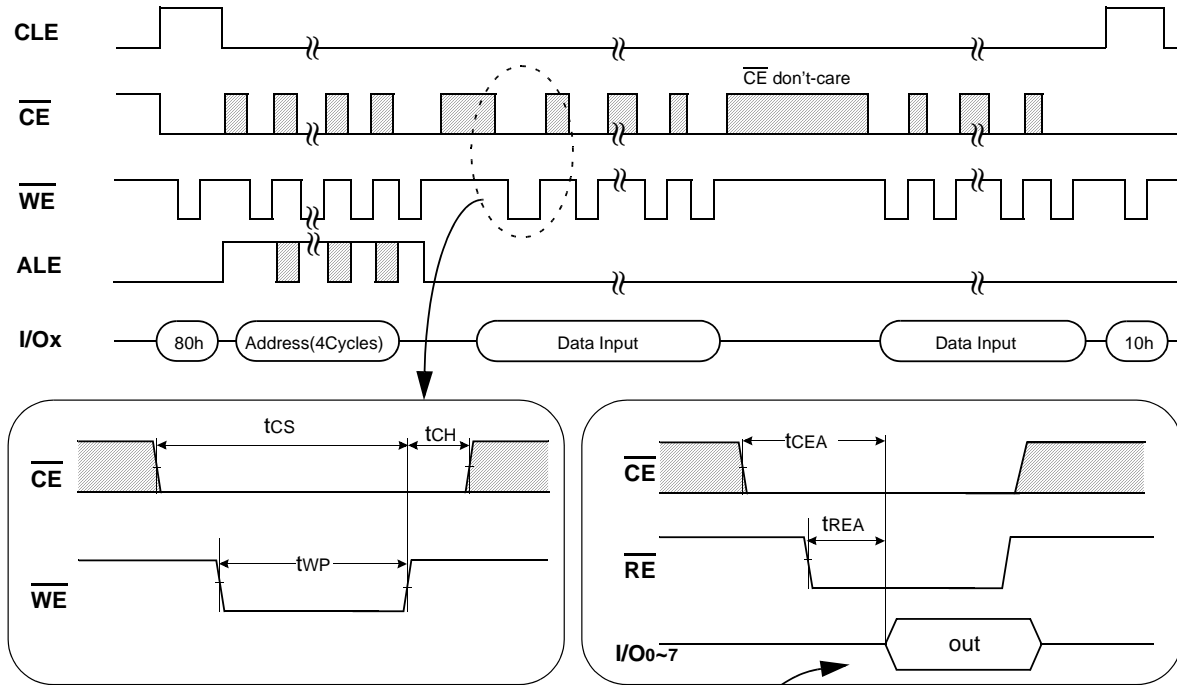 CLE
CE don't-care
CE
WE
ALE
I/Ox
80h
Address(4Cycles)
Data Input
Data Input
10h
tCS
tCH
CE
tWP
WE
tCEA
CE
tREA
RE
I/O0~7
out